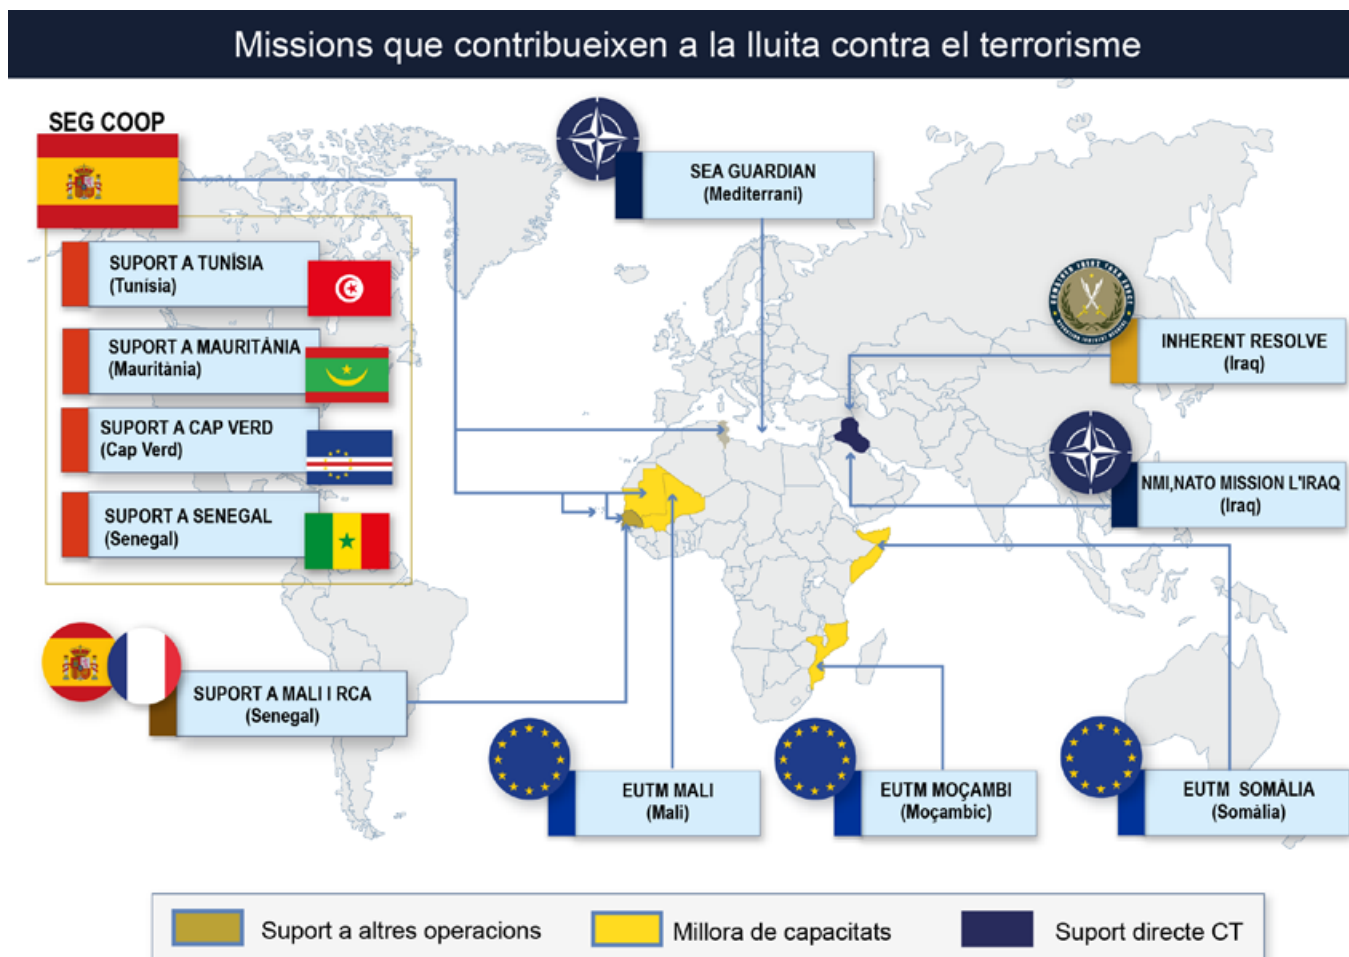 Missions que contribueixen a la lluita contra el terrorisme
SEG COOP
SUPORT A TUNÍSIA
(Tunísia)
SUPORT A MAURITÀNIA
(Mauritània)
SUPORT A CAP VERD
(Cap Verd)
SUPORT A SENEGAL
(Senegal)
SUPORT A MALI I RCA
(Senegal)
SEA GUARDIAN
(Mediterrani)
INHERENT RESOLVE
(Iraq)
NMI,NATO MISSION L'IRAQ
(Iraq)
EUTM MALI
(Mali)
EUTM MOÇAMBI
(Moçambic)
EUTM SOMÀLIA
(Somàlia)
Suport a altres operacions
Millora de capacitats
Suport directe CT